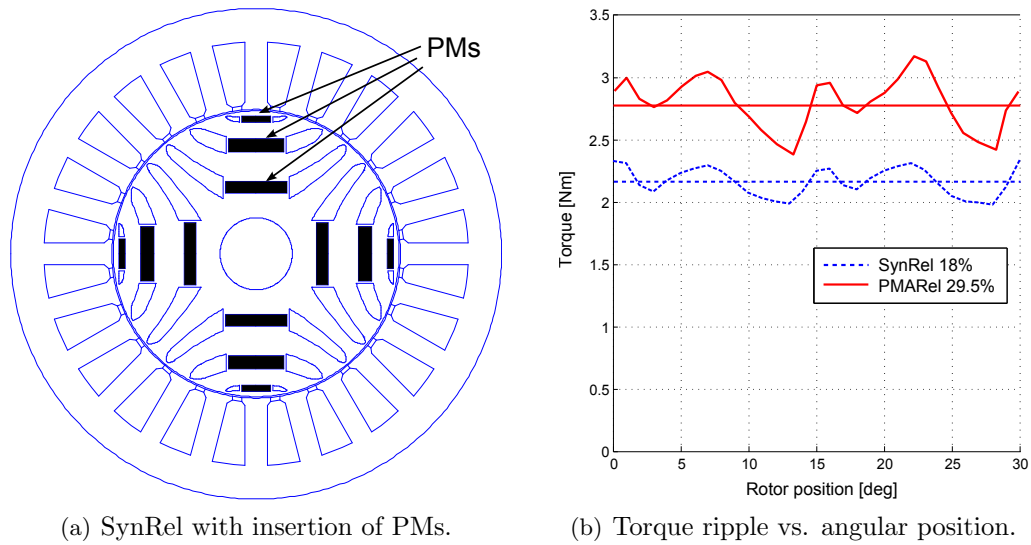 PMs
3.5
3
2.5
2
1.5
1
0.5
0
Torque [Nm]
SynRel 18%
PMARel 29.5%
0 5 10 15 20 25 30
Rotor position [deg]
(a) SynRel with insertion of PMs.
(b) Torque ripple vs. angular position.